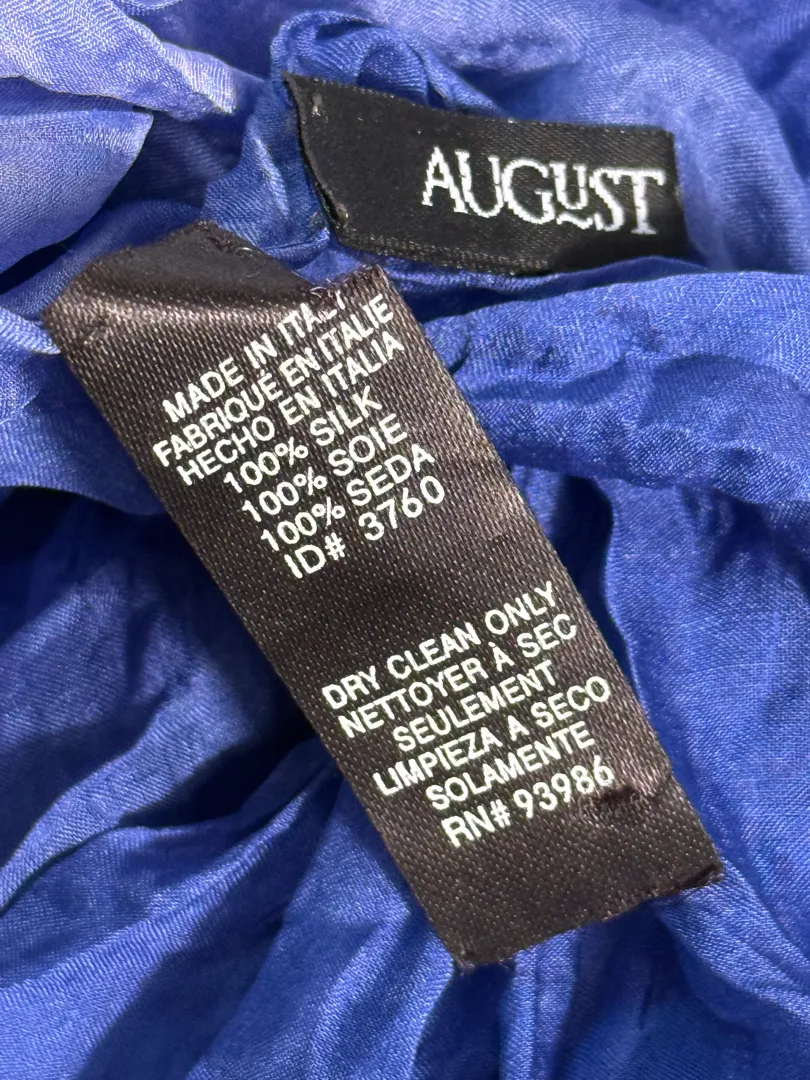 AUGUST
MADE IN ITALY
FABRIQUÉ EN ITALIE
HECHO EN ITALIA
100% SILK
100% SOIE
100% SEDA
ID# 3760
DRY CLEAN ONLY
NETTOYER À SEC
SEULEMENT
LIMPIEZA A SECO
SOLAMENTE
RN# 93986